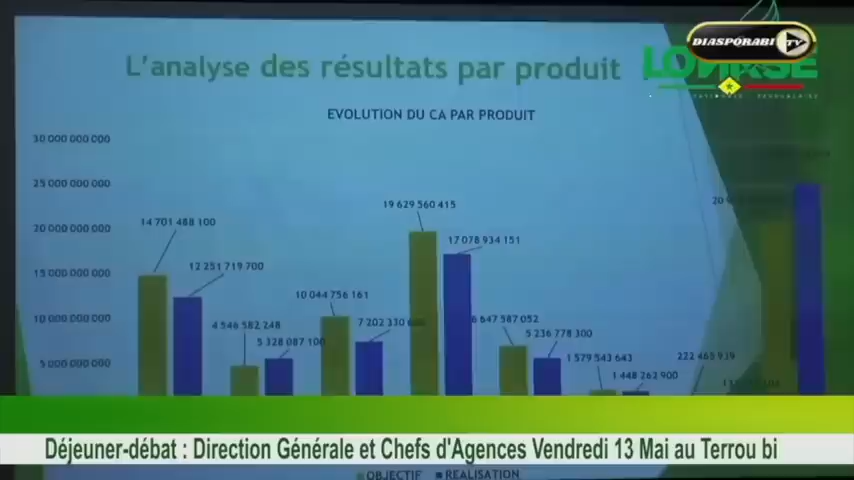 DIASPORABI TV
L'analyse des résultats par produit
EVOLUTION DU CA PAR PRODUIT
30 000 000 000
25 000 000 000
20 000 000 000
15 000 000 000
10 000 000 000
5 000 000 000
14 701 488 100
12 251 719 700
4 546 582 248
5 328 087 100
10 044 756 161
7 202 330
19 629 560 415
17 078 934 151
6 647 587 052
5 236 778 300
1 579 543 643
1 448 262 900
222 465 939
Déjeuner-débat : Direction Générale et Chefs d'Agences Vendredi 13 Mai au Terrou bi
OBJECTIF
REALISATION